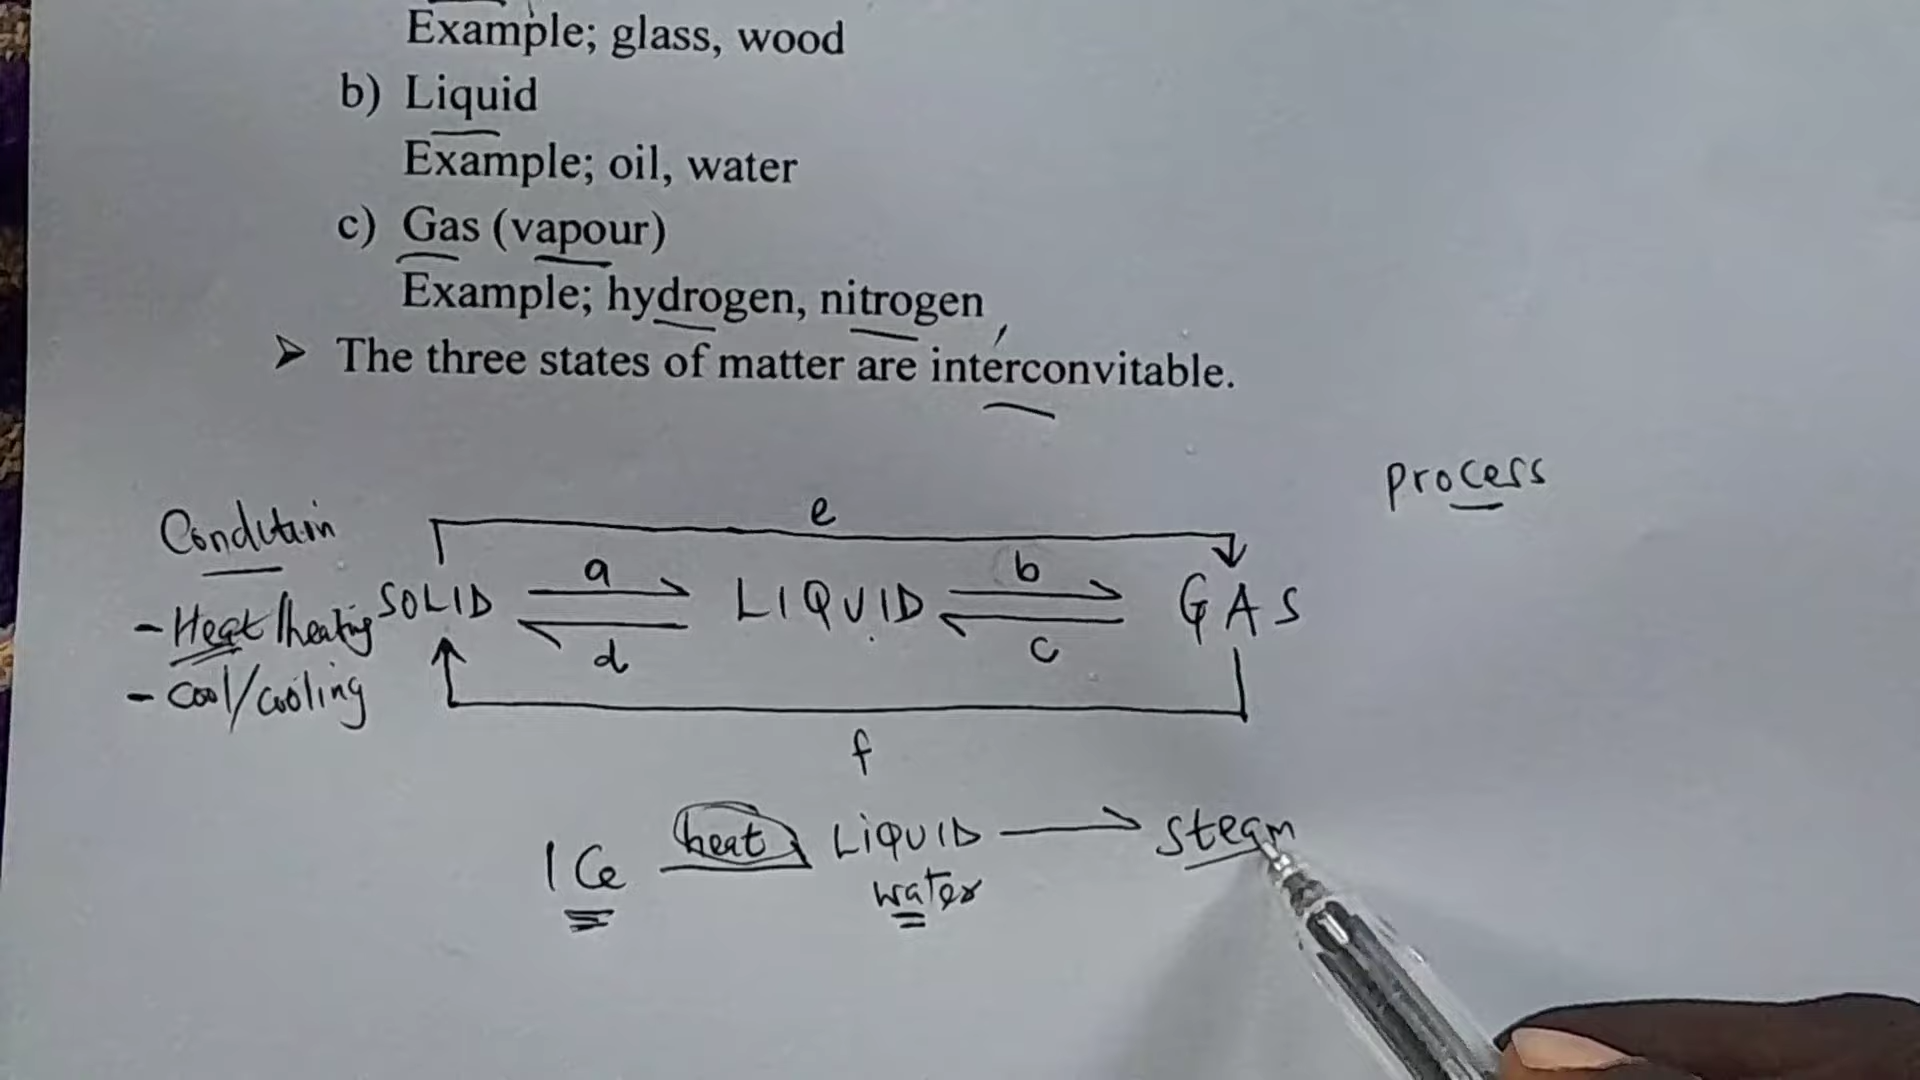 Example; glass, wood
b) Liquid
Example; oil, water
c) Gas (vapour)
Example; hydrogen, nitrogen
➤ The three states of matter are interconvitable.
Process
Condition
e
a
b
SOLID
LIQUID
GAS
- Heat/heating
d
c
- Cool/cooling
f
ICe heat LIQUID steam
water